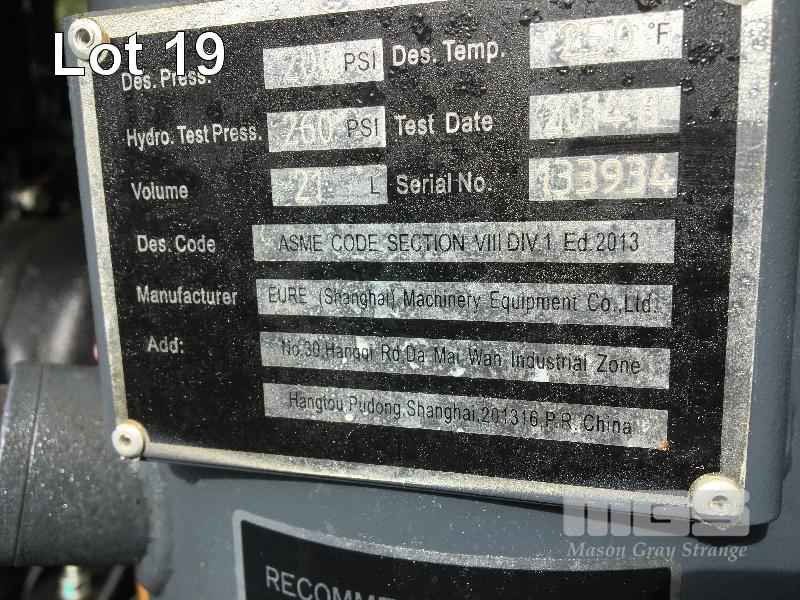 Lot 19
Des. Press. 200 PSI Des. Temp. 250 °F
Hydro. Test Press. 260 PSI Test Date 2014.8
Volume 21 L Serial No. 133934
Des. Code ASME CODE SECTION VIII DIV.1 Ed.2013
Manufacturer EURE (Shanghai) Machinery Equipment Co.,Ltd.
Add: No.30,Hangqi Rd,Da Mai Wan Industrial Zone
Hangtou,Pudong,Shanghai,201316,P.R.China
MGS
Mason Gray Strange